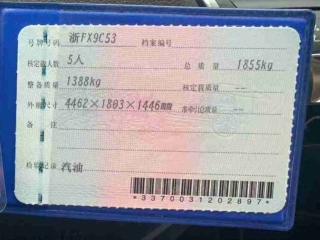 号牌号码 浙FX9C53 档案编号
核定载人数 5人 总质量 1855kg
整备质量 1388kg 核定载质量 --
外廓尺寸 4462×1803×1446mm 准牵引总质量 --
备注
检验记录 汽油
*3370031202897*